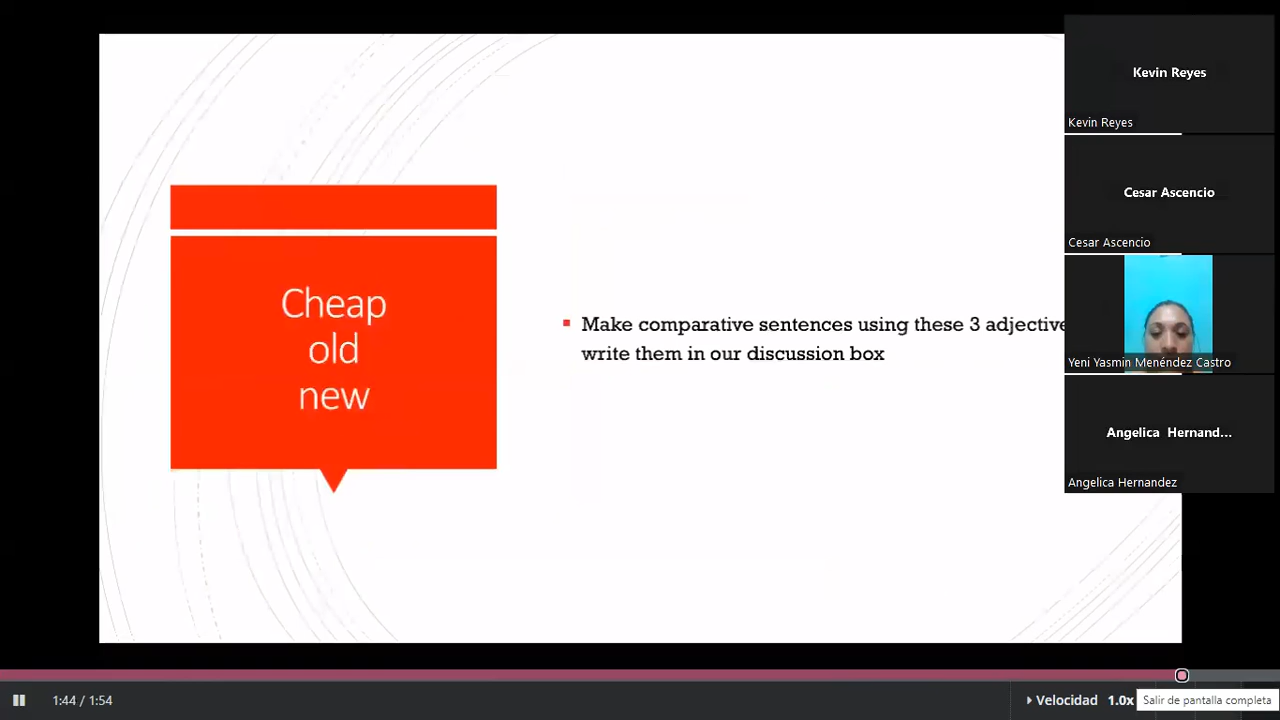 Cheap
old
new
Make comparative sentences using these 3 adjective
write them in our discussion box
Kevin Reyes
Kevin Reyes
Cesar Ascencio
Cesar Ascencio
Yeni Yasmin Menéndez Castro
Angelica Hernand...
Angelica Hernandez
1:44 / 1:54
Velocidad 1.0x
Salir de pantalla completa